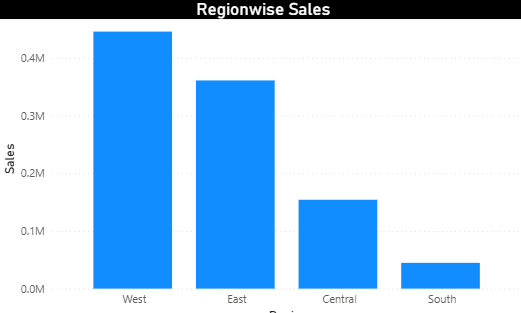 Regionwise Sales
Sales
0.4M
0.3M
0.2M
0.1M
0.0M
West East Central South